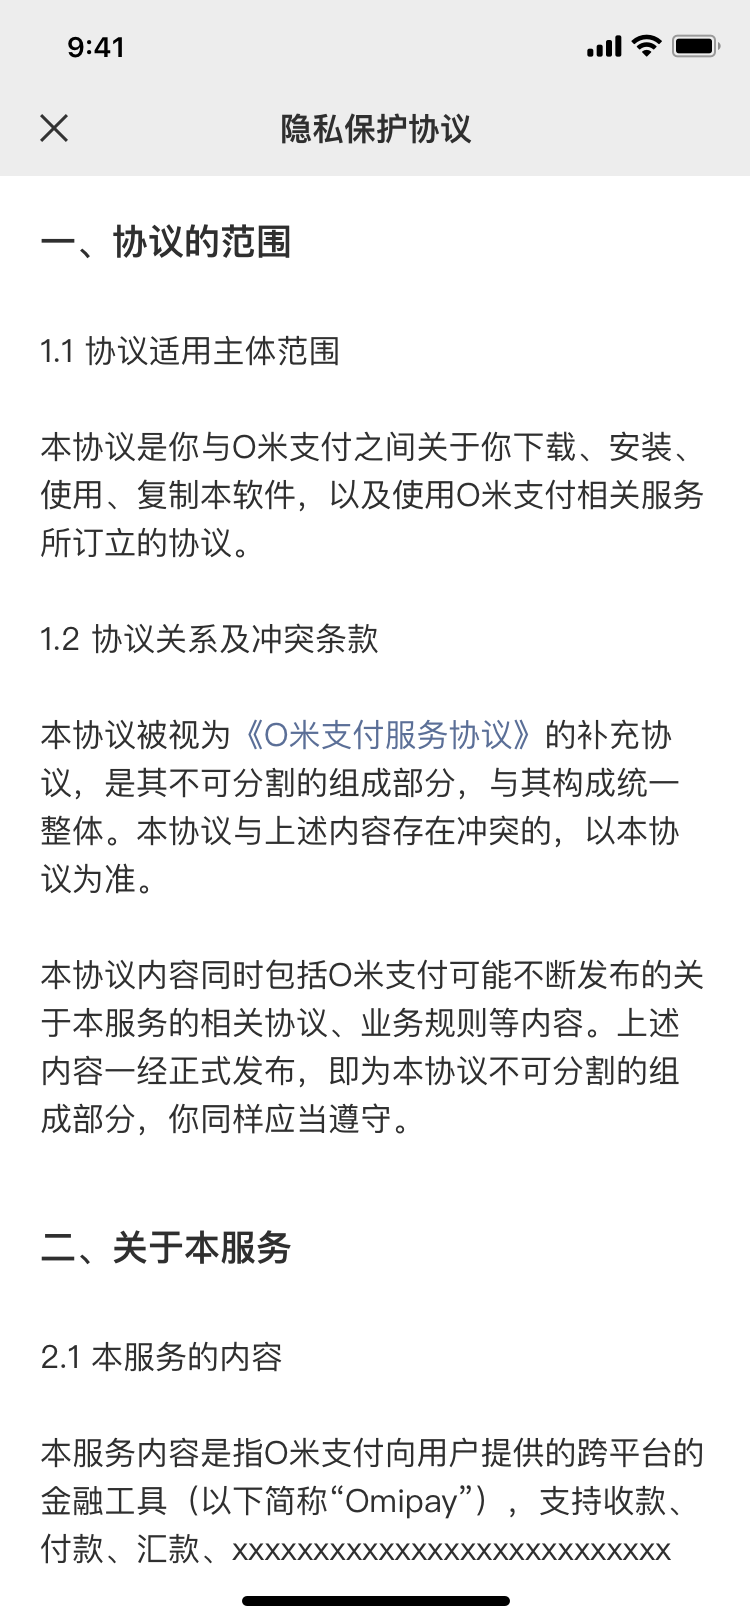 9:41
隐私保护协议
一、协议的范围
1.1 协议适用主体范围
本协议是你与O米支付之间关于你下载、安装、
使用、复制本软件，以及使用O米支付相关服务
所订立的协议。
1.2 协议关系及冲突条款
本协议被视为《O米支付服务协议》的补充协
议，是其不可分割的组成部分，与其构成统一
整体。本协议与上述内容存在冲突的，以本协
议为准。
本协议内容同时包括O米支付可能不断发布的关
于本服务的相关协议、业务规则等内容。上述
内容一经正式发布，即为本协议不可分割的组
成部分，你同样应当遵守。
二、关于本服务
2.1 本服务的内容
本服务内容是指O米支付向用户提供的跨平台的
金融工具（以下简称“Omipay”），支持收款、
付款、汇款、xxxxxxxxxxxxxxxxxxxxxxxxxxx